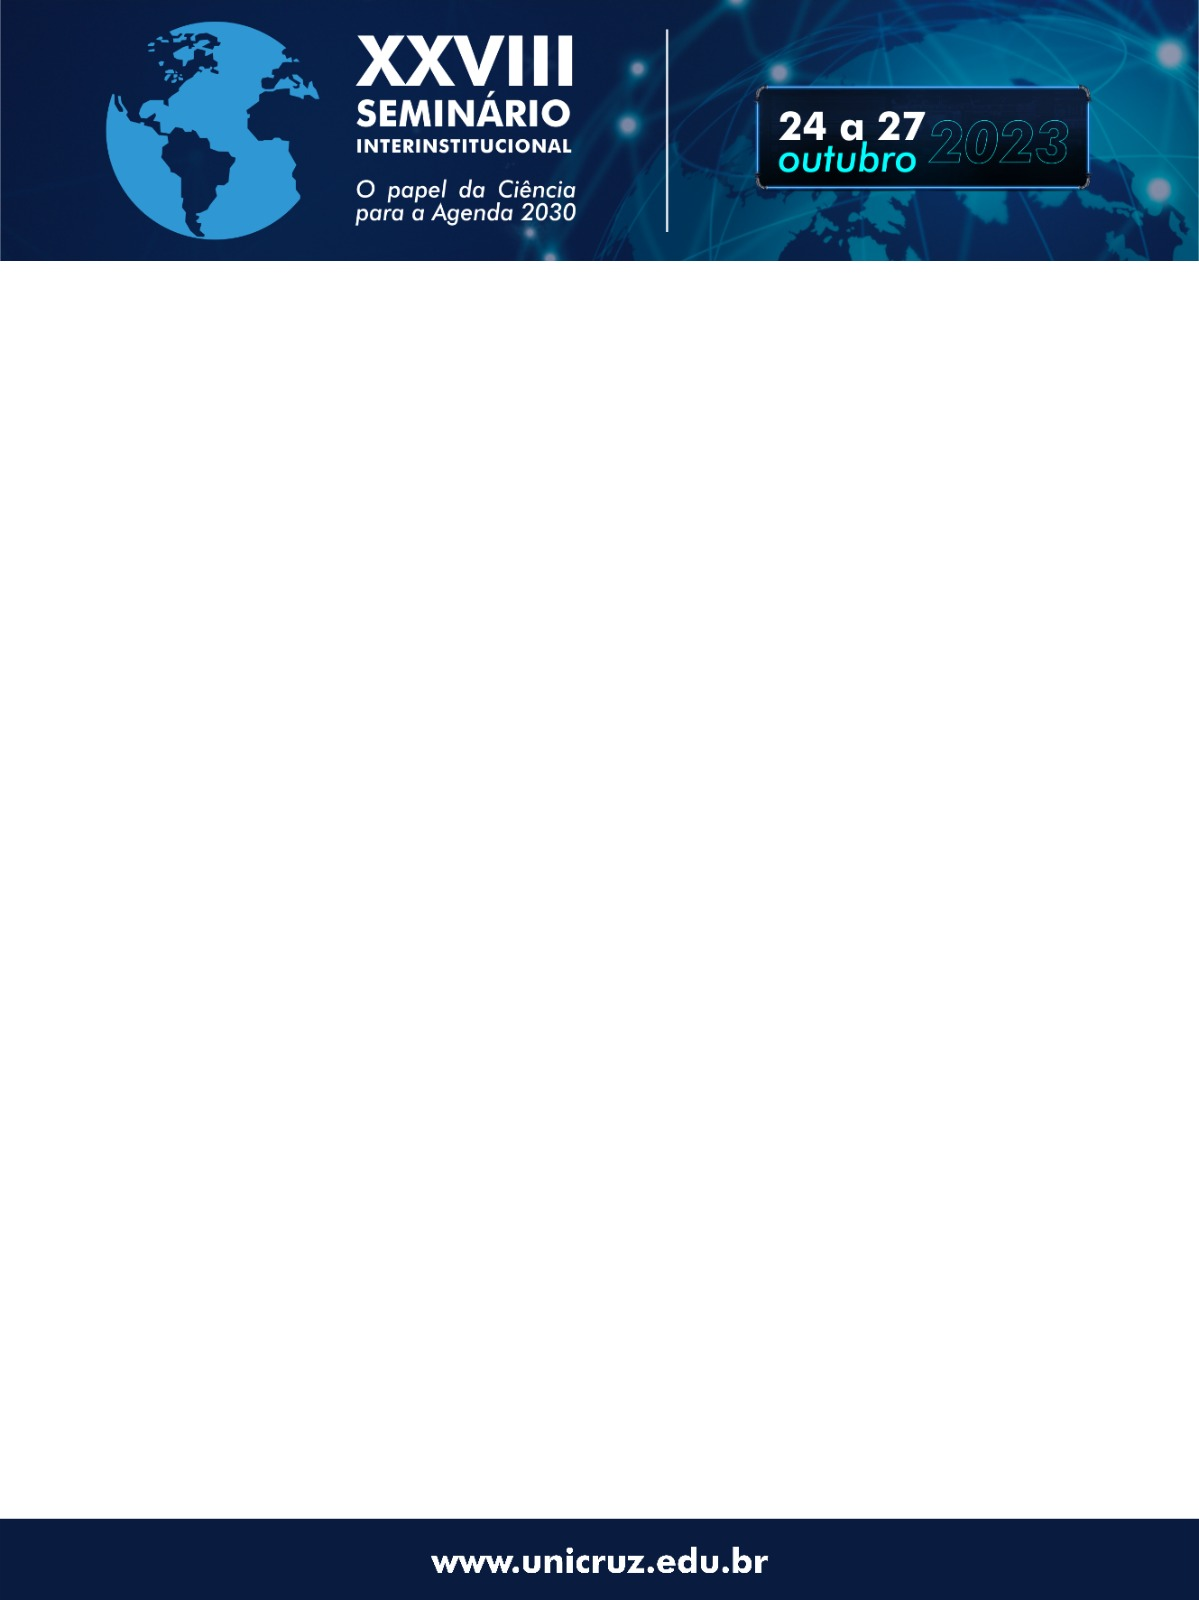 XXVIII
SEMINÁRIO
INTERINSTITUCIONAL
O papel da Ciência
para a Agenda 2030
24 a 27
outubro 2023
www.unicruz.edu.br